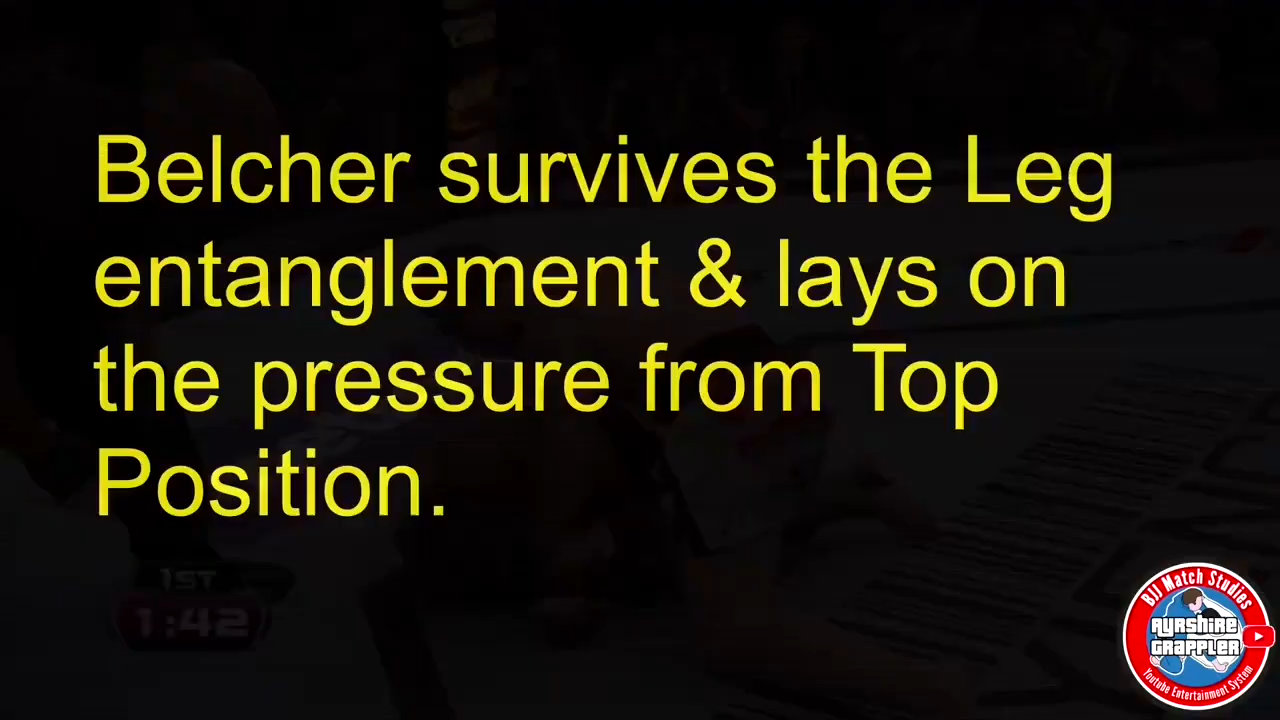 Belcher survives the Leg
entanglement & lays on
the pressure from Top
Position.
1ST
1:42
BJJ Match Studies
AYRSHIRE
GRAPPLER
Youtube Entertainment System